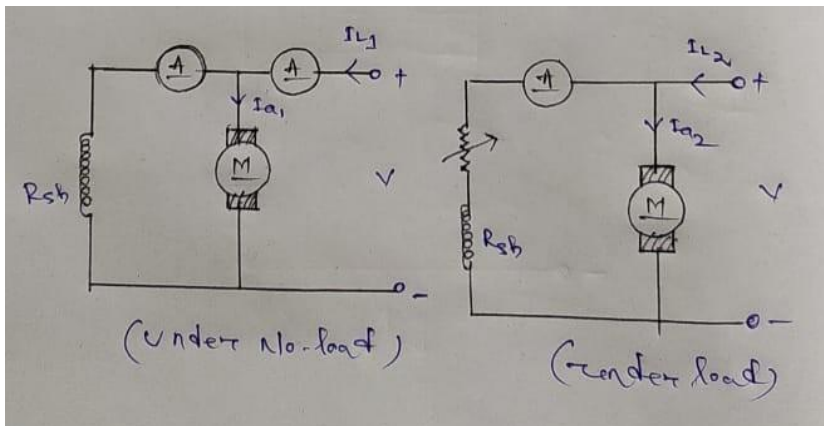 IL1
A
A
+
Ia1
Rsh
M
V
-
(Under No-load)
IL2
A
+
Ia2
M
V
Rsh
-
(under load)